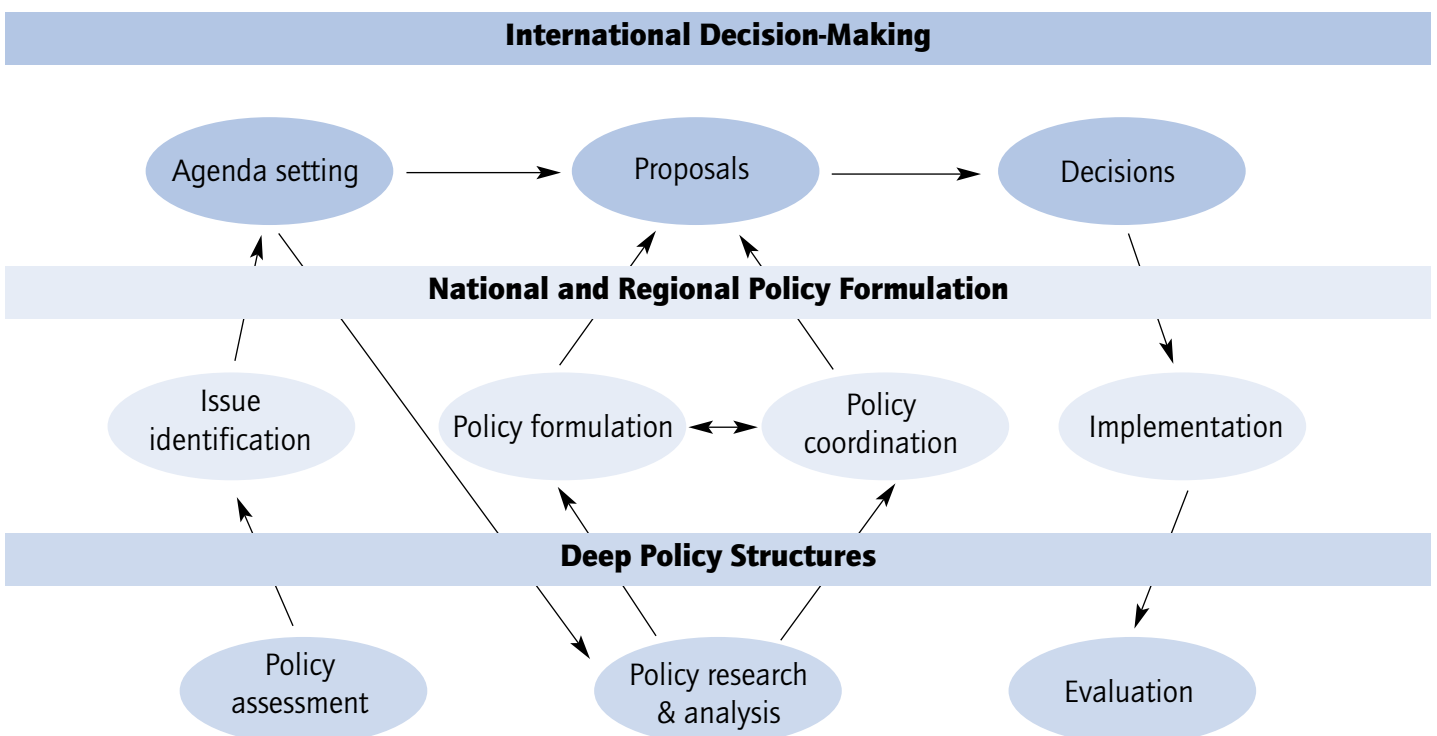 International Decision-Making
Agenda setting
Proposals
Decisions
National and Regional Policy Formulation
Issue
identification
Policy formulation
Policy
coordination
Implementation
Deep Policy Structures
Policy
assessment
Policy research
& analysis
Evaluation